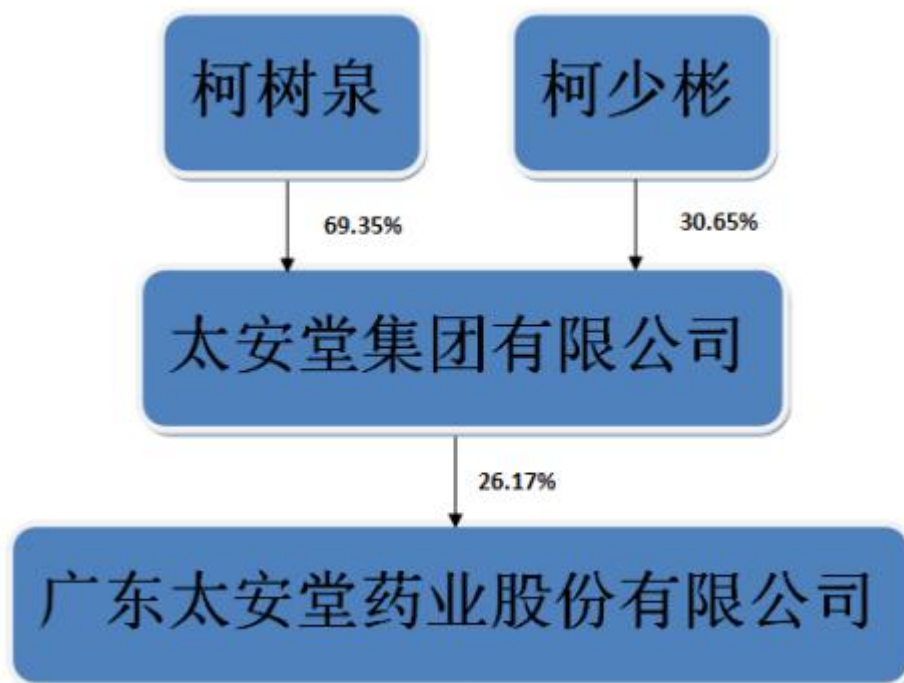 柯树泉
柯少彬
69.35%
30.65%
太安堂集团有限公司
26.17%
广东太安堂药业股份有限公司